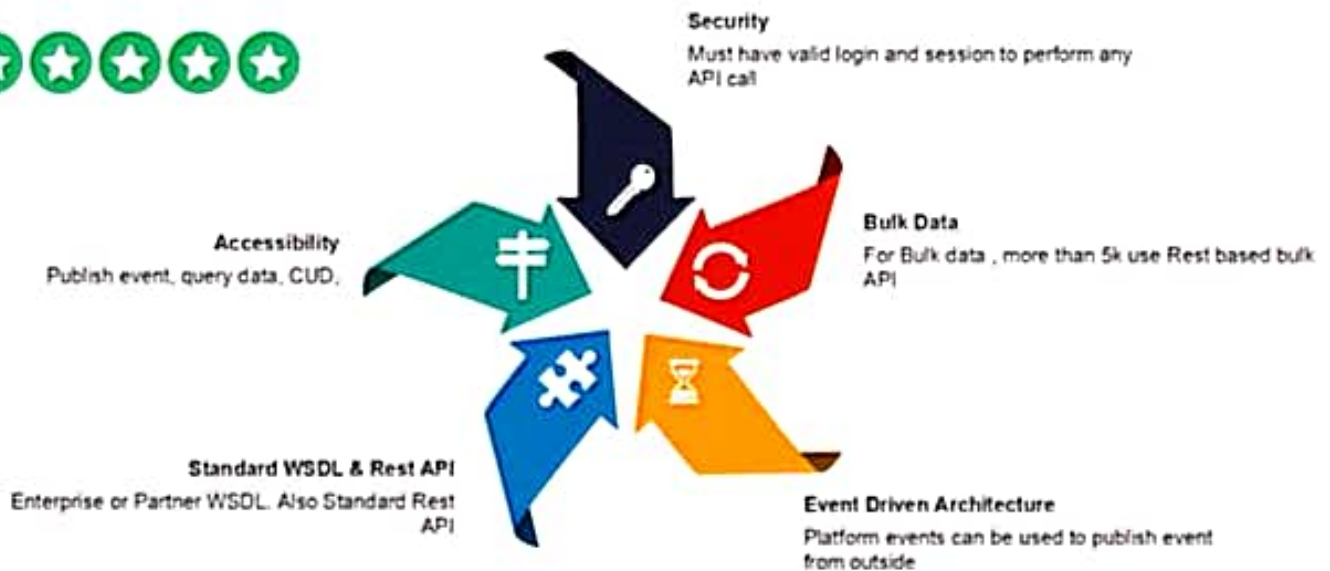 Security
Must have valid login and session to perform any
API call
Accessibility
Publish event, query data, CUD,
Bulk Data
For Bulk data , more than 5k use Rest based bulk
API
Standard WSDL & Rest API
Enterprise or Partner WSDL. Also Standard Rest
API
Event Driven Architecture
Platform events can be used to publish event
from outside